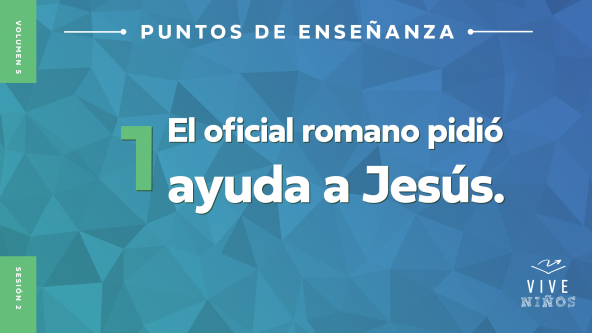 VOLUMEN 5
PUNTOS DE ENSEÑANZA
1
El oficial romano pidió
ayuda a Jesús.
SESIÓN 2
VIVE
NIÑOS